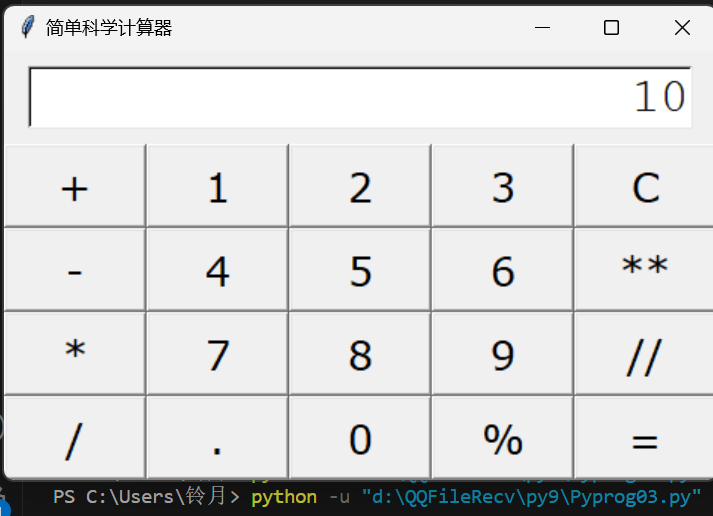 简单科学计算器
10
+ 1 2 3 C
- 4 5 6 **
* 7 8 9 //
/ . 0 % =
PS C:\Users\铃月> python -u "d:\QQFileRecv\py9\Pyprog03.py"